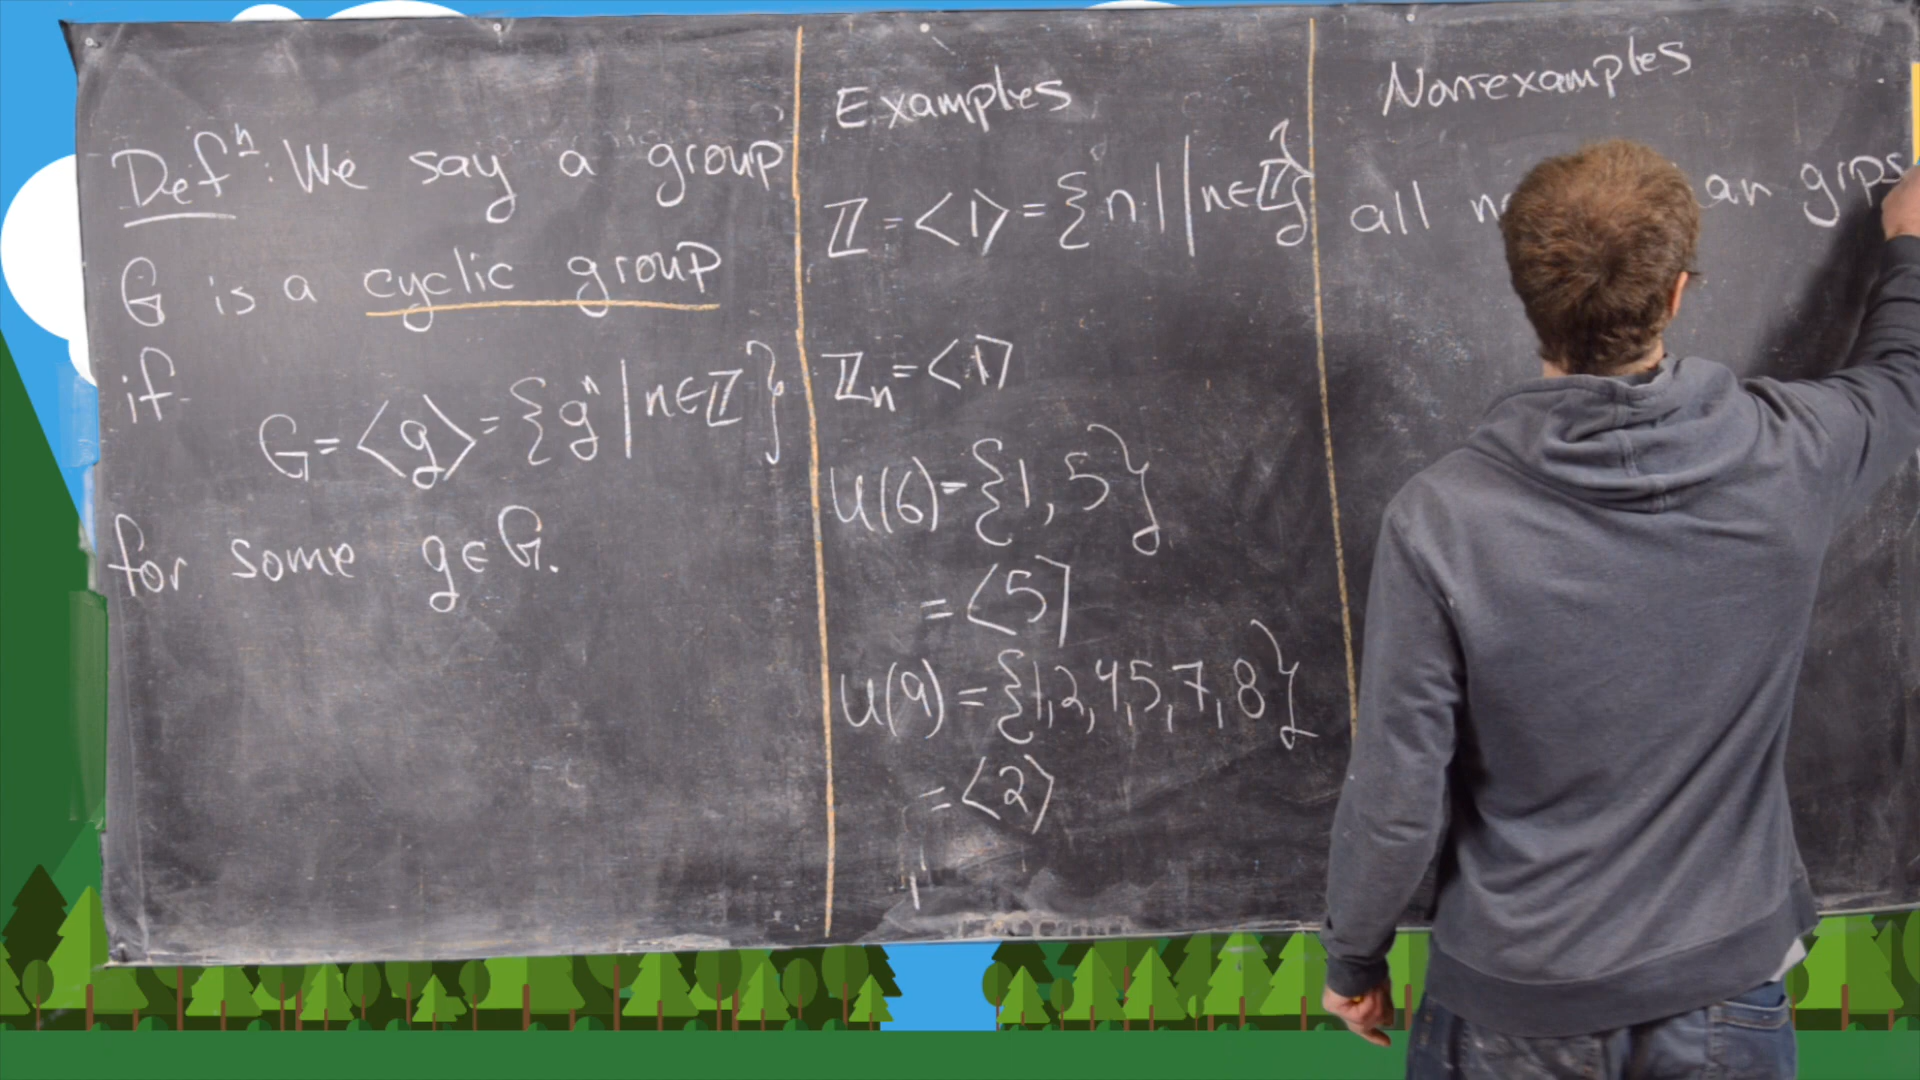 Defⁿ: We say a group
G is a cyclic group
if
G = <g> = {gⁿ | n∈ℤ}
for some g∈G.
Examples
ℤ = <1> = {n·1 | n∈ℤ}
ℤₙ = <1>
U(6) = {1, 5}
= <5>
U(9) = {1,2,4,5,7,8}
= <2>
Nonexamples
all grps